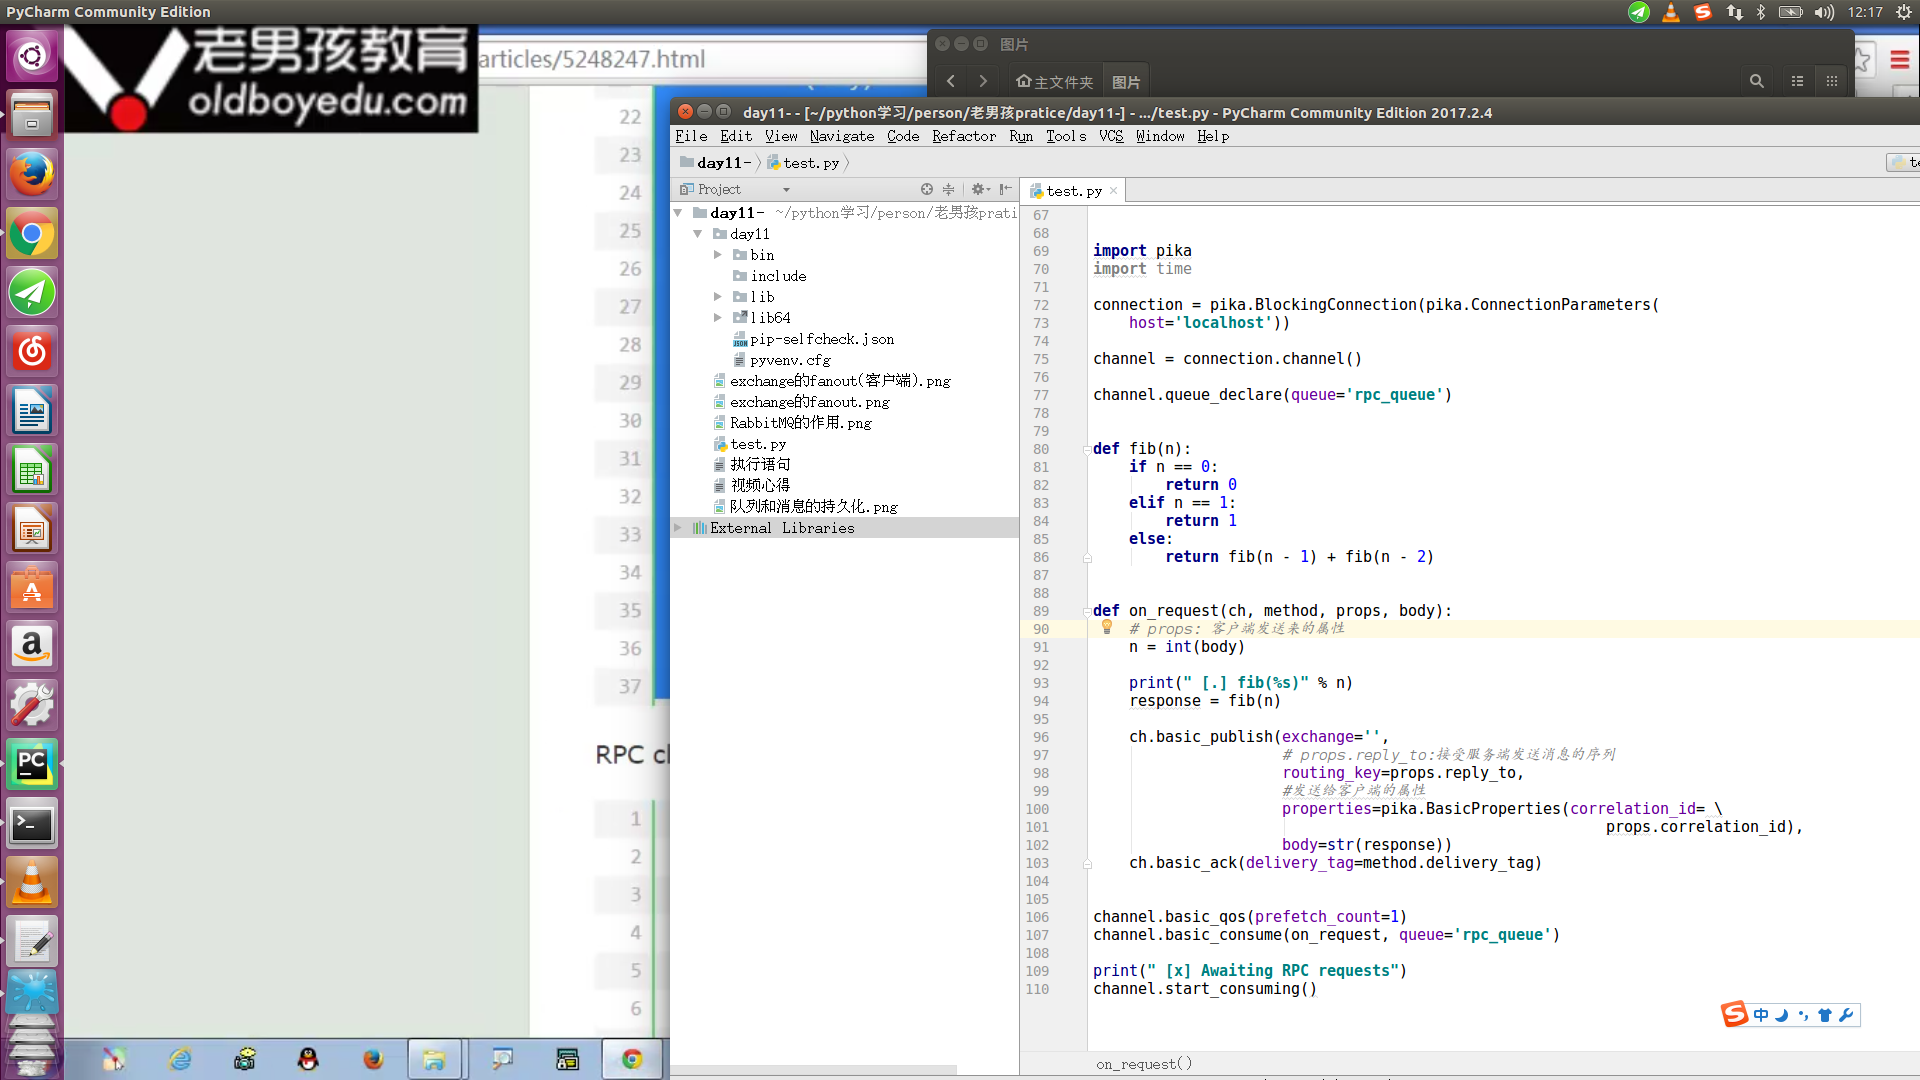 PyCharm Community Edition
12:17
老男孩教育
oldboyedu.com
articles/5248247.html
图片
主文件夹
图片
22
23
24
25
26
27
28
29
30
31
32
33
34
35
36
37
RPC
1
2
3
4
5
6
day11- - [~/python学习/person/老男孩pratice/day11-] - .../test.py - PyCharm Community Edition 2017.2.4
File Edit View Navigate Code Refactor Run Tools VCS Window Help
day11- test.py
Project
day11- ~/python学习/person/老男孩prati
day11
bin
include
lib
lib64
pip-selfcheck.json
pyvenv.cfg
exchange的fanout(客户端).png
exchange的fanout.png
RabbitMQ的作用.png
test.py
执行语句
视频心得
队列和消息的持久化.png
External Libraries
test.py
67
68
69 import pika
70 import time
71
72 connection = pika.BlockingConnection(pika.ConnectionParameters(
73 host='localhost'))
74
75 channel = connection.channel()
76
77 channel.queue_declare(queue='rpc_queue')
78
79
80 def fib(n):
81 if n == 0:
82 return 0
83 elif n == 1:
84 return 1
85 else:
86 return fib(n - 1) + fib(n - 2)
87
88
89 def on_request(ch, method, props, body):
90 # props: 客户端发送来的属性
91 n = int(body)
92
93 print(" [.] fib(%s)" % n)
94 response = fib(n)
95
96 ch.basic_publish(exchange='',
97 # props.reply_to:接受服务端发送消息的序列
98 routing_key=props.reply_to,
99 #发送给客户端的属性
100 properties=pika.BasicProperties(correlation_id= \
101 props.correlation_id),
102 body=str(response))
103 ch.basic_ack(delivery_tag=method.delivery_tag)
104
105
106 channel.basic_qos(prefetch_count=1)
107 channel.basic_consume(on_request, queue='rpc_queue')
108
109 print(" [x] Awaiting RPC requests")
110 channel.start_consuming()
中
on_request()